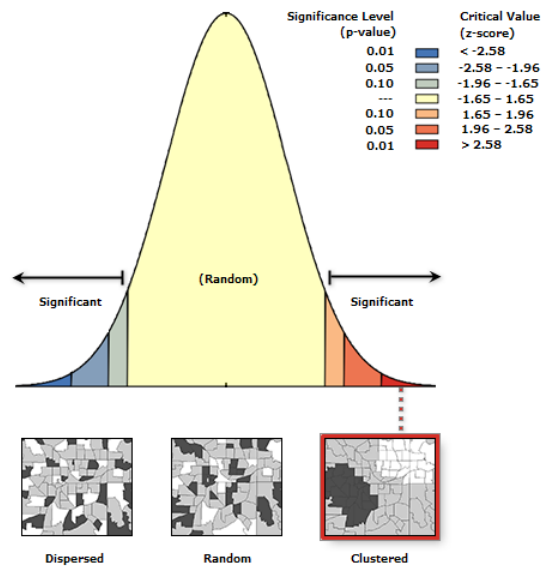 Significance Level Critical Value
(p-value) (z-score)
0.01 < -2.58
0.05 -2.58 – -1.96
0.10 -1.96 – -1.65
--- -1.65 – 1.65
0.10 1.65 – 1.96
0.05 1.96 – 2.58
0.01 > 2.58
(Random)
Significant Significant
Dispersed Random Clustered